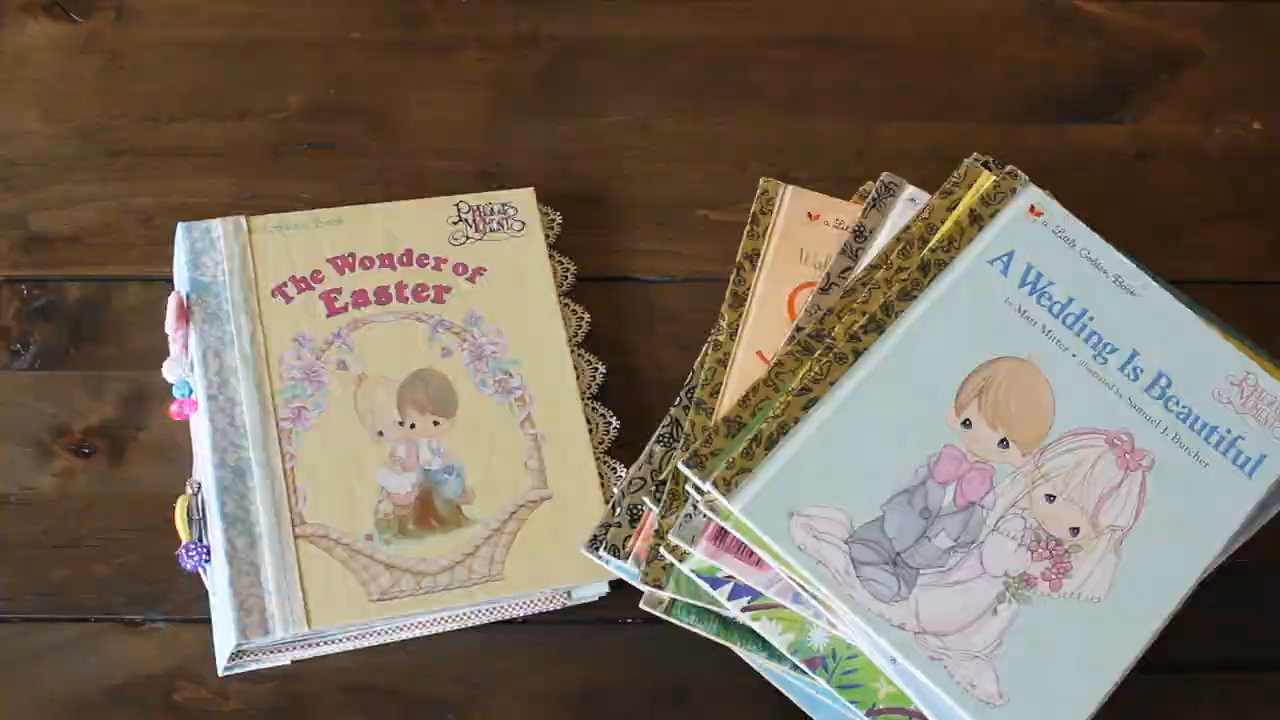 Golden Book
PRECIOUS
MOMENTS
The Wonder of
Easter
a Little Golden Book
A Wedding Is Beautiful
by Matt Mitter • illustrated by Samuel J. Butcher
a